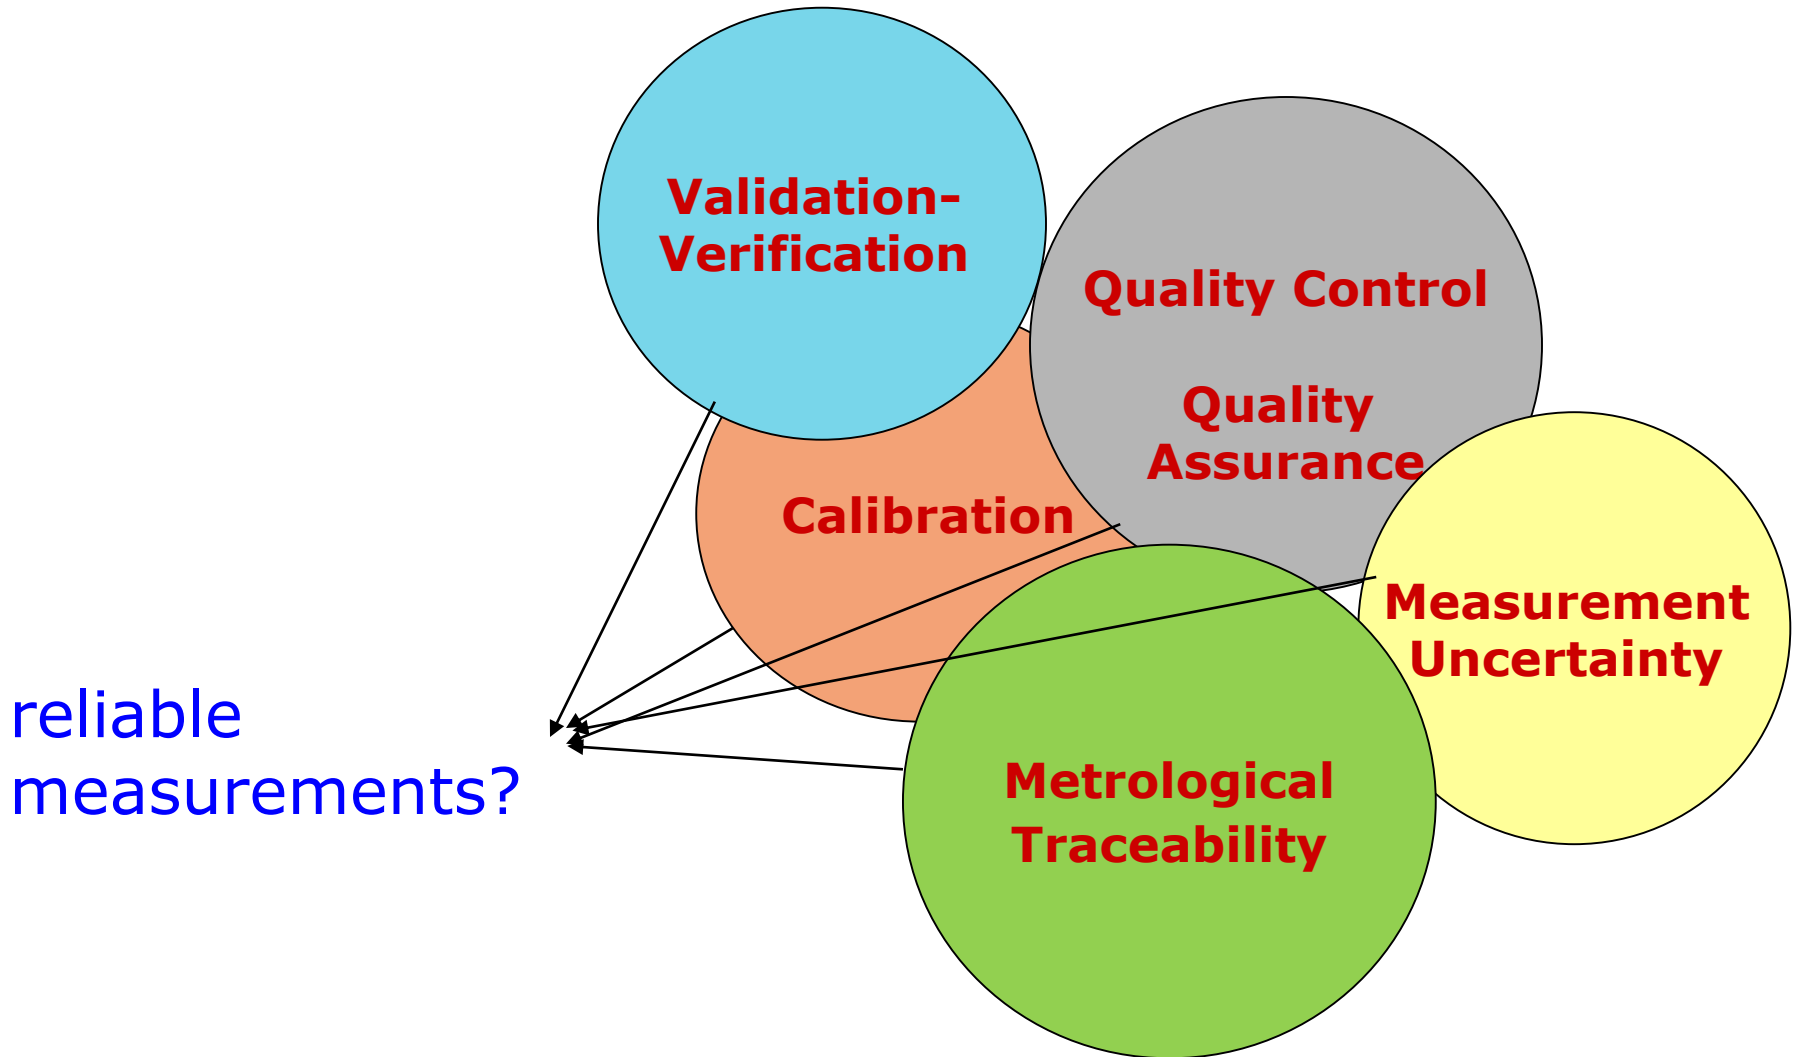 Validation–
Verification
Quality Control
Quality
Assurance
Calibration
Measurement
Uncertainty
reliable
measurements?
Metrological
Traceability